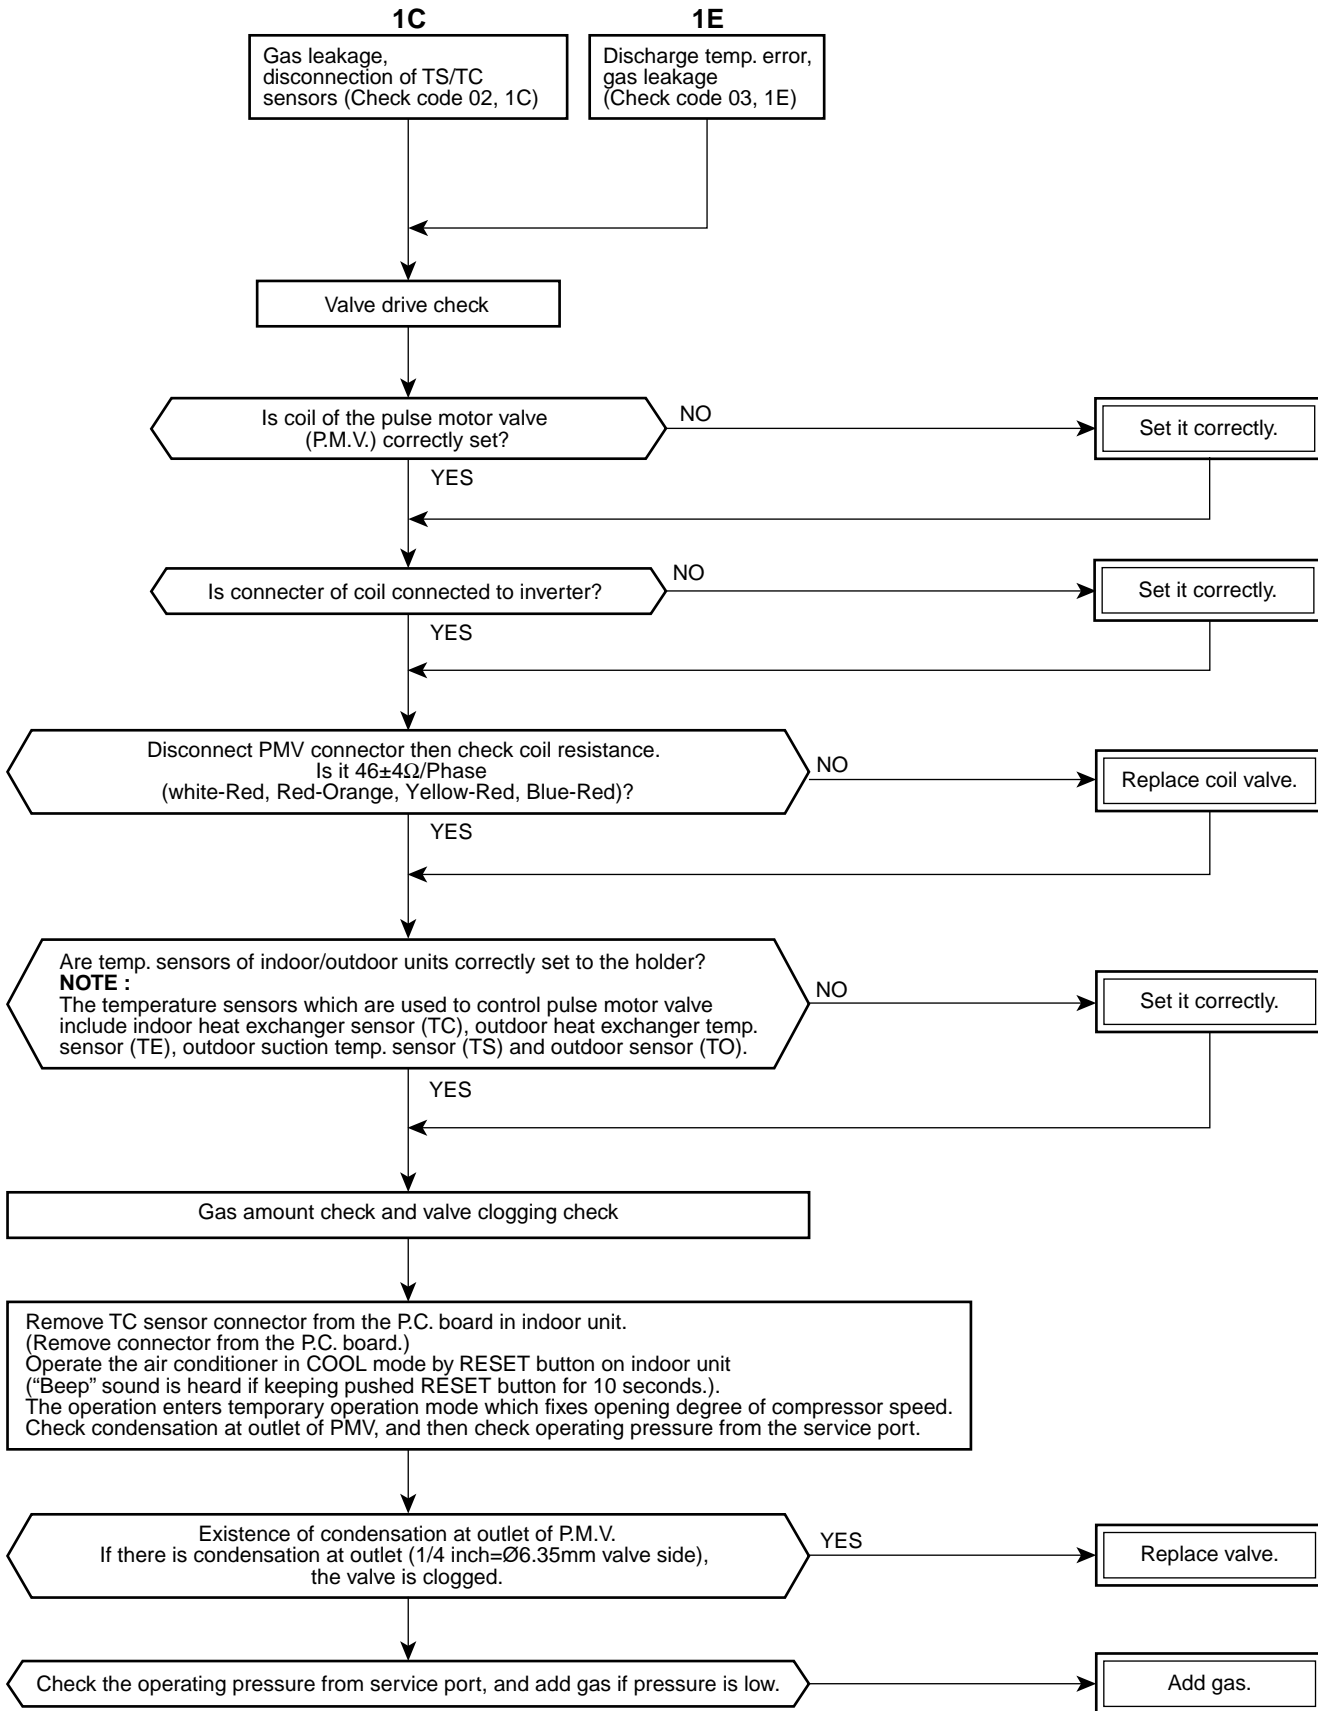 1C
Gas leakage,
disconnection of TS/TC
sensors (Check code 02, 1C)
1E
Discharge temp. error,
gas leakage
(Check code 03, 1E)
Valve drive check
Is coil of the pulse motor valve
(P.M.V.) correctly set?
NO
Set it correctly.
YES
Is connecter of coil connected to inverter?
NO
Set it correctly.
YES
Disconnect PMV connector then check coil resistance.
Is it 46±4Ω/Phase
(white-Red, Red-Orange, Yellow-Red, Blue-Red)?
NO
Replace coil valve.
YES
Are temp. sensors of indoor/outdoor units correctly set to the holder?
NOTE :
The temperature sensors which are used to control pulse motor valve
include indoor heat exchanger sensor (TC), outdoor heat exchanger temp.
sensor (TE), outdoor suction temp. sensor (TS) and outdoor sensor (TO).
NO
Set it correctly.
YES
Gas amount check and valve clogging check
Remove TC sensor connector from the P.C. board in indoor unit.
(Remove connector from the P.C. board.)
Operate the air conditioner in COOL mode by RESET button on indoor unit
(“Beep” sound is heard if keeping pushed RESET button for 10 seconds.).
The operation enters temporary operation mode which fixes opening degree of compressor speed.
Check condensation at outlet of PMV, and then check operating pressure from the service port.
Existence of condensation at outlet of P.M.V.
If there is condensation at outlet (1/4 inch=Ø6.35mm valve side),
the valve is clogged.
YES
Replace valve.
Check the operating pressure from service port, and add gas if pressure is low.
Add gas.